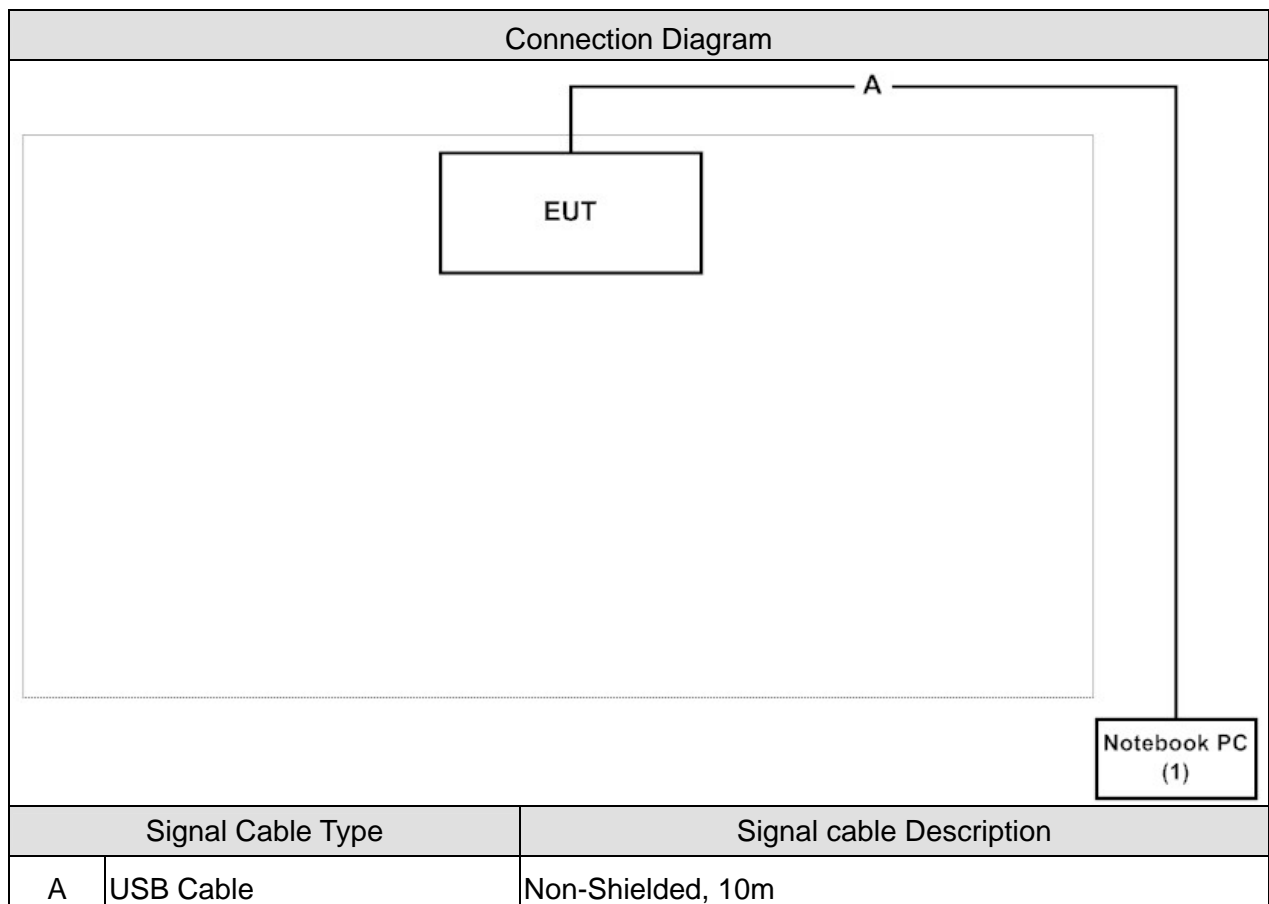 Connection Diagram
A
EUT
Notebook PC
(1)
Signal Cable Type Signal cable Description
A USB Cable Non-Shielded, 10m